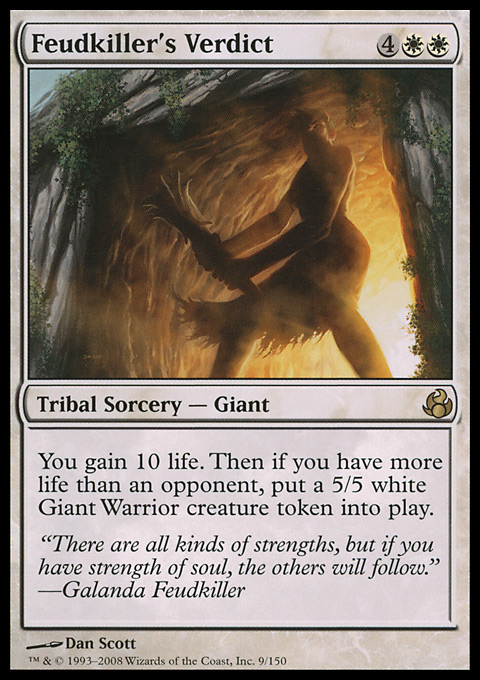 Feudkiller's Verdict 4
Tribal Sorcery — Giant
You gain 10 life. Then if you have more
life than an opponent, put a 5/5 white
Giant Warrior creature token into play.
“There are all kinds of strengths, but if you
have strength of soul, the others will follow.”
—Galanda Feudkiller
Dan Scott
™ & © 1993–2008 Wizards of the Coast, Inc. 9/150